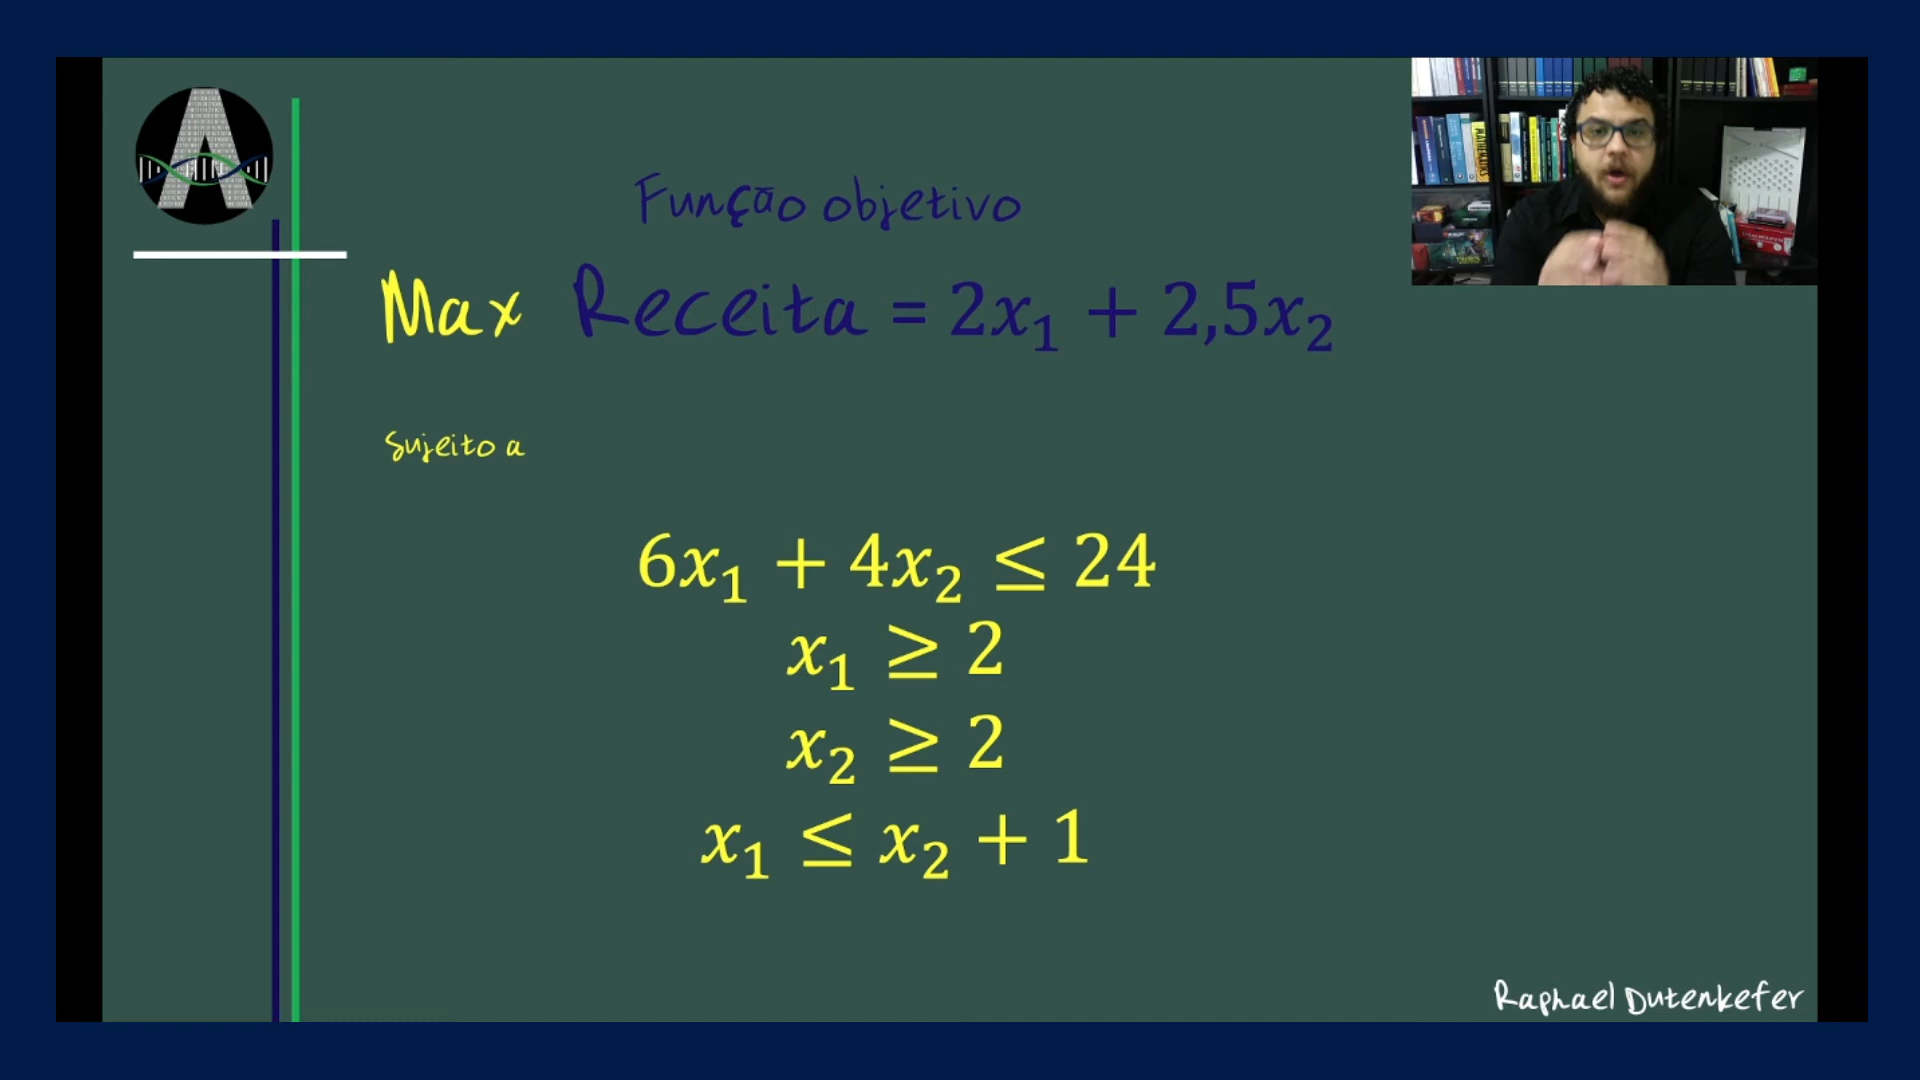 Função objetivo
Max Receita = 2x₁ + 2,5x₂
Sujeito a
6x₁ + 4x₂ ≤ 24
x₁ ≥ 2
x₂ ≥ 2
x₁ ≤ x₂ + 1
Raphael Dutenkefer